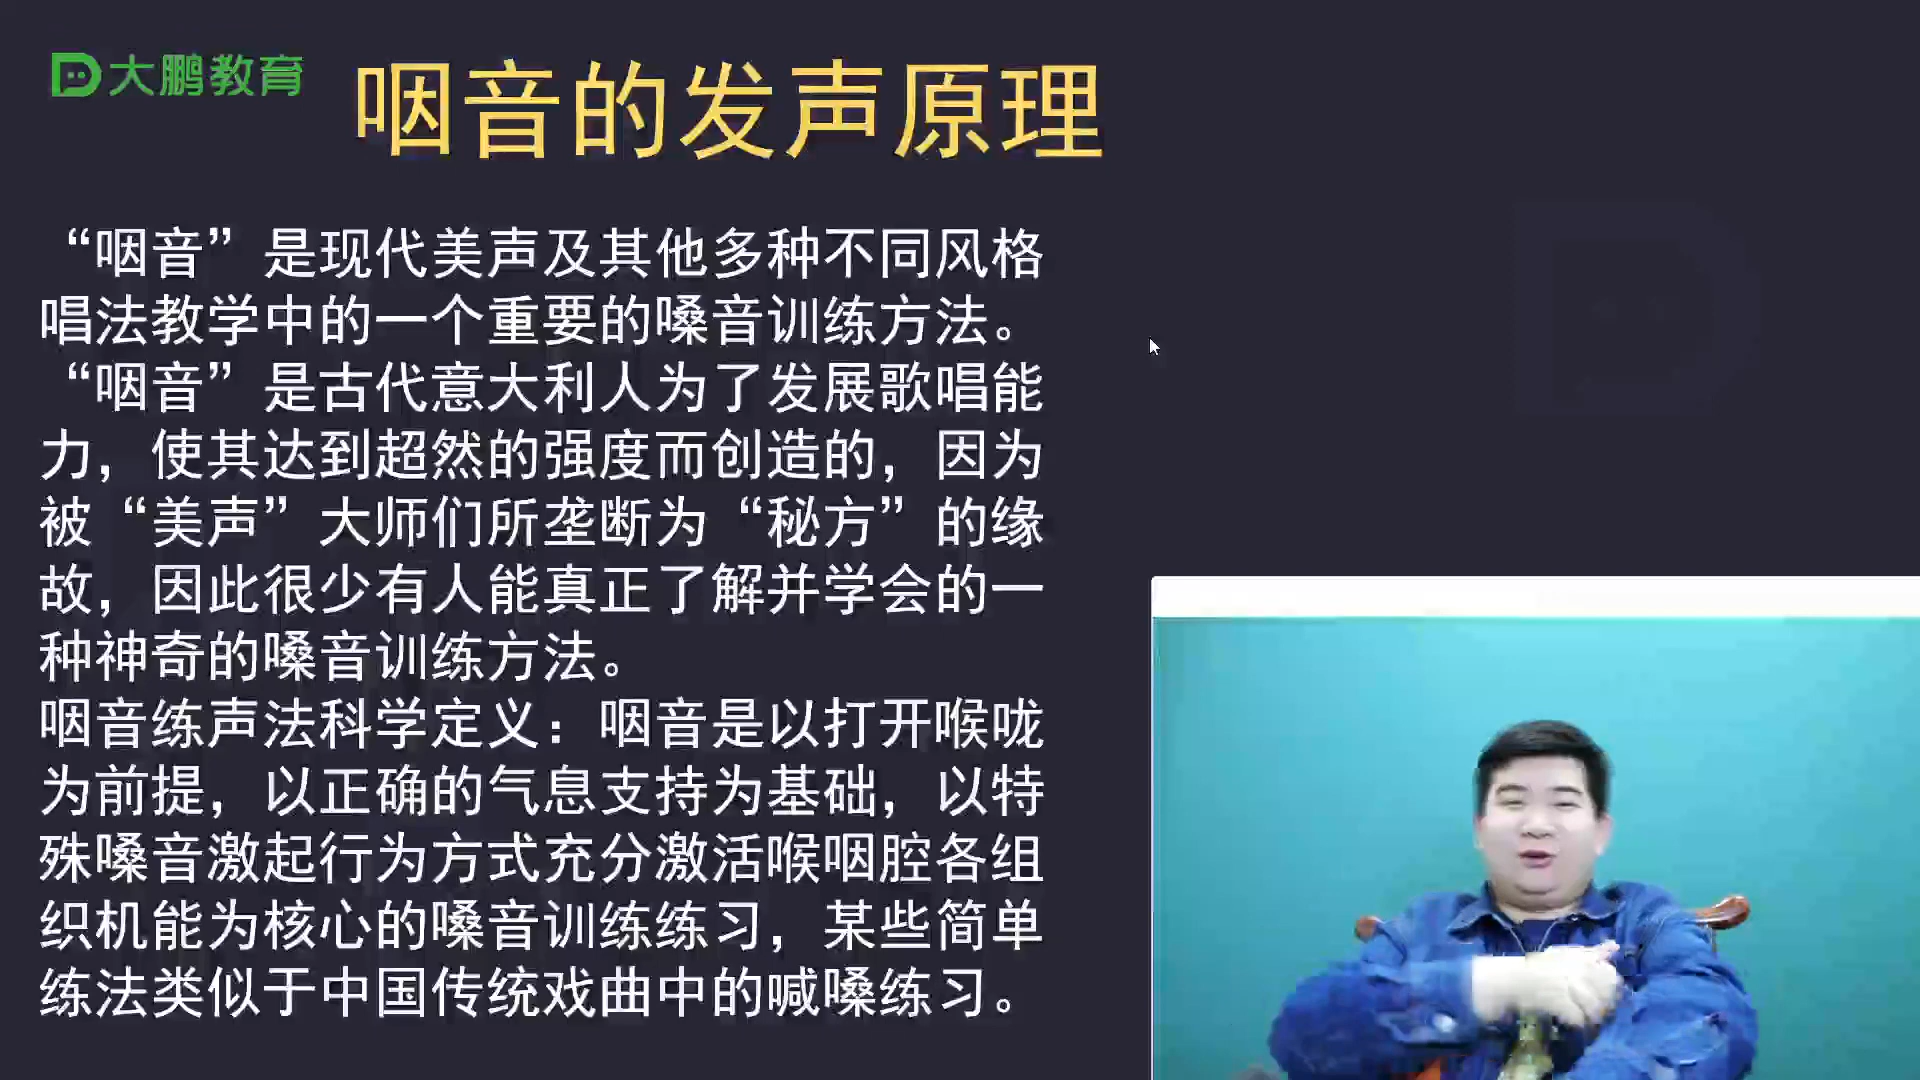 大鹏教育
咽音的发声原理
“咽音”是现代美声及其他多种不同风格
唱法教学中的一个重要的嗓音训练方法。
“咽音”是古代意大利人为了发展歌唱能
力，使其达到超然的强度而创造的，因为
被“美声”大师们所垄断为“秘方”的缘
故，因此很少有人能真正了解并学会的一
种神奇的嗓音训练方法。
咽音练声法科学定义：咽音是以打开喉咙
为前提，以正确的气息支持为基础，以特
殊嗓音激起行为方式充分激活喉咽腔各组
织机能为核心的嗓音训练练习，某些简单
练法类似于中国传统戏曲中的喊嗓练习。